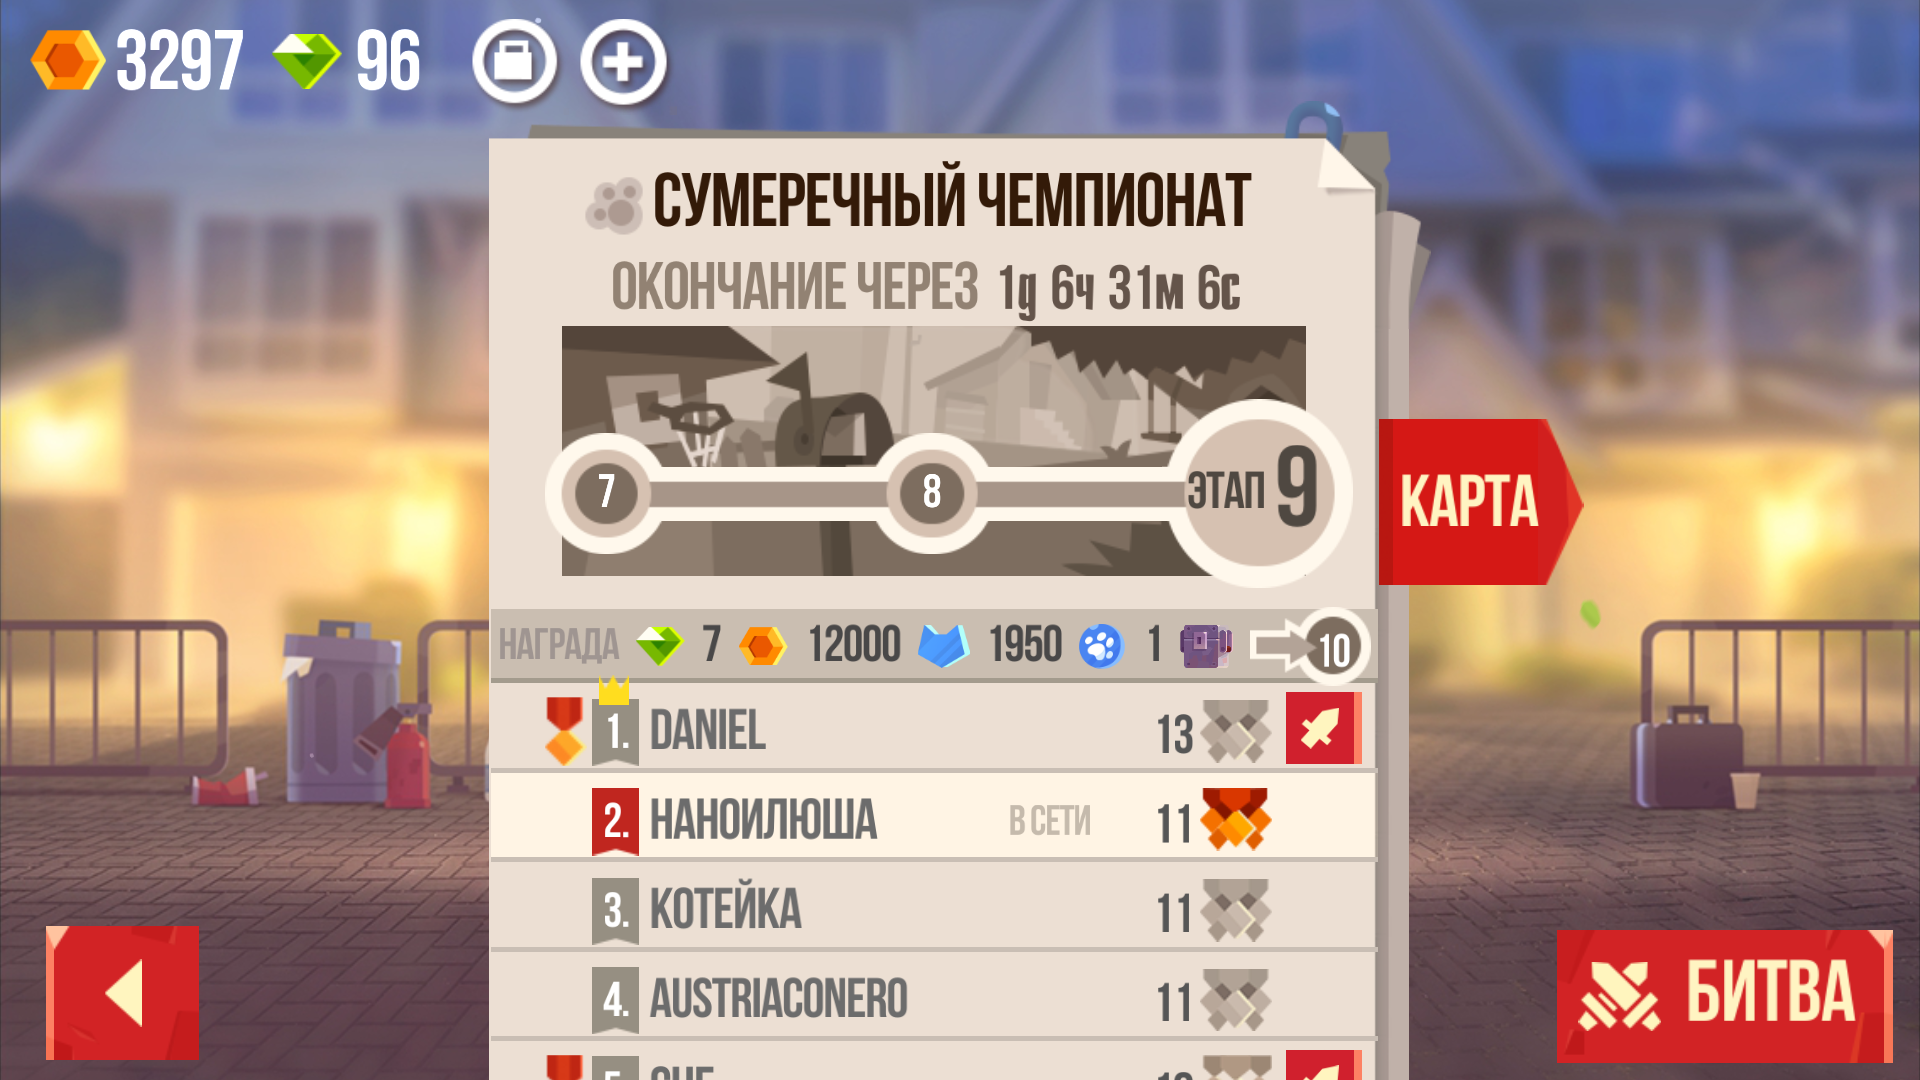 3297 96
СУМЕРЕЧНЫЙ ЧЕМПИОНАТ
ОКОНЧАНИЕ ЧЕРЕЗ 1g 6ч 31м 6с
7 8 ЭТАП 9
КАРТА
НАГРАДА 7 12000 1950 1 10
1. DANIEL 13
2. НАНОИЛЮША В СЕТИ 11
3. КОТЕЙКА 11
4. AUSTRIACONERO 11
БИТВА